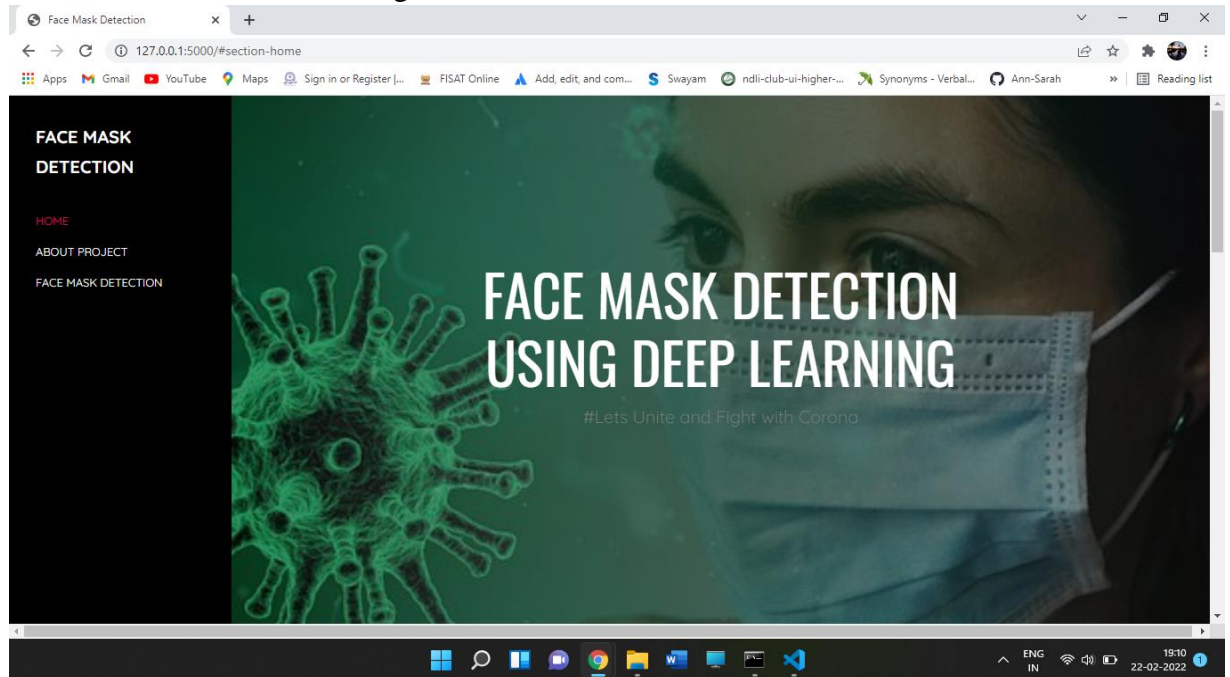 Face Mask Detection
127.0.0.1:5000/#section-home
Apps Gmail YouTube Maps Sign in or Register |... FISAT Online Add, edit, and com... Swayam ndli-club-ui-higher-... Synonyms - Verbal... Ann-Sarah » Reading list
FACE MASK
DETECTION
HOME
ABOUT PROJECT
FACE MASK DETECTION
FACE MASK DETECTION
USING DEEP LEARNING
#Lets Unite and Fight with Corona
ENG
IN
19:10
22-02-2022
1